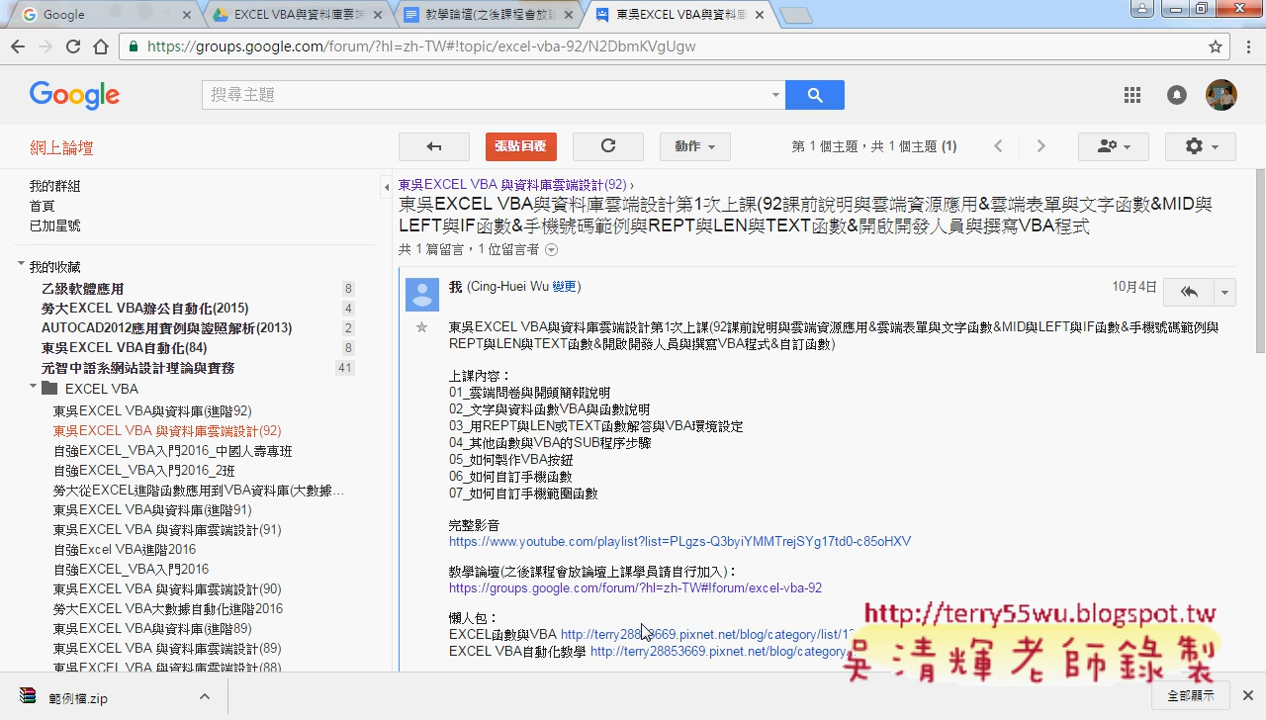 Google
EXCEL VBA與資料庫雲端
教學論壇(之後課程會放論
東吳EXCEL VBA與資料庫
https://groups.google.com/forum/?hl=zh-TW#!topic/excel-vba-92/N2DbmKVgUgw
Google
搜尋主題
網上論壇
張貼回覆
動作
第 1 個主題，共 1 個主題 (1)
我的群組
首頁
已加星號
我的收藏
乙級軟體應用 8
勞大EXCEL VBA辦公自動化(2015) 4
AUTOCAD2012應用實例與證照解析(2013) 2
東吳EXCEL VBA自動化(84) 8
元智中語系網站設計理論與實務 41
EXCEL VBA
東吳EXCEL VBA與資料庫(進階92)
東吳EXCEL VBA 與資料庫雲端設計(92)
自強EXCEL_VBA入門2016_中國人壽專班
自強EXCEL_VBA入門2016_2班
勞大從EXCEL進階函數應用到VBA資料庫(大數據...
東吳EXCEL VBA與資料庫(進階91)
東吳EXCEL VBA 與資料庫雲端設計(91)
自強Excel VBA進階2016
自強EXCEL_VBA入門2016
東吳EXCEL VBA 與資料庫雲端設計(90)
勞大EXCEL VBA大數據自動化進階2016
東吳EXCEL VBA與資料庫(進階89)
東吳EXCEL VBA 與資料庫雲端設計(89)
東吳EXCEL VBA 與資料庫雲端設計(88)
東吳EXCEL VBA 與資料庫雲端設計(92) ›
東吳EXCEL VBA與資料庫雲端設計第1次上課(92課前說明與雲端資源應用&雲端表單與文字函數&MID與
LEFT與IF函數&手機號碼範例與REPT與LEN與TEXT函數&開啟開發人員與撰寫VBA程式
共 1 篇留言，1 位留言者
我 (Cing-Huei Wu 變更)
10月4日
東吳EXCEL VBA與資料庫雲端設計第1次上課(92課前說明與雲端資源應用&雲端表單與文字函數&MID與LEFT與IF函數&手機號碼範例與
REPT與LEN與TEXT函數&開啟開發人員與撰寫VBA程式&自訂函數)
上課內容：
01_雲端問卷與開頭簡報說明
02_文字與資料函數VBA與函數說明
03_用REPT與LEN或TEXT函數解答與VBA環境設定
04_其他函數與VBA的SUB程序步驟
05_如何製作VBA按鈕
06_如何自訂手機函數
07_如何自訂手機範圍函數
完整影音
https://www.youtube.com/playlist?list=PLgzs-Q3byiYMMTrejSYg17td0-c85oHXV
教學論壇(之後課程會放論壇上課學員請自行加入)：
https://groups.google.com/forum/?hl=zh-TW#!forum/excel-vba-92
懶人包：
EXCEL函數與VBA http://terry28853669.pixnet.net/blog/category/list/13
EXCEL VBA自動化教學 http://terry28853669.pixnet.net/blog/category
http://terry55wu.blogspot.tw
吳清輝老師錄製
範例檔.zip
全部顯示